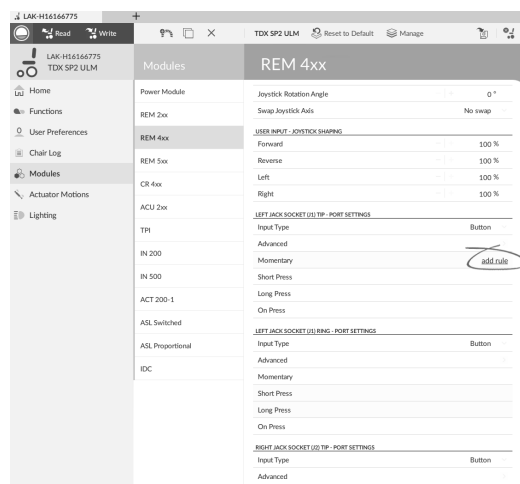 LAK-H16166775
Read
Write
TDX SP2 ULM
Reset to Default
Manage
LAK-H16166775
TDX SP2 ULM
Modules
REM 4xx
Home
Functions
User Preferences
Chair Log
Modules
Actuator Motions
Lighting
Power Module
REM 2xx
REM 4xx
REM 5xx
CR 4xx
ACU 2xx
TPI
IN 200
IN 500
ACT 200-1
ASL Switched
ASL Proportional
IDC
Joystick Rotation Angle 0 °
Swap Joystick Axis No swap
USER INPUT - JOYSTICK SHAPING
Forward 100 %
Reverse 100 %
Left 100 %
Right 100 %
LEFT JACK SOCKET (J1) TIP - PORT SETTINGS
Input Type Button
Advanced
Momentary add rule
Short Press
Long Press
On Press
LEFT JACK SOCKET (J1) RING - PORT SETTINGS
Input Type Button
Advanced
Momentary
Short Press
Long Press
On Press
RIGHT JACK SOCKET (J2) TIP - PORT SETTINGS
Input Type Button
Advanced